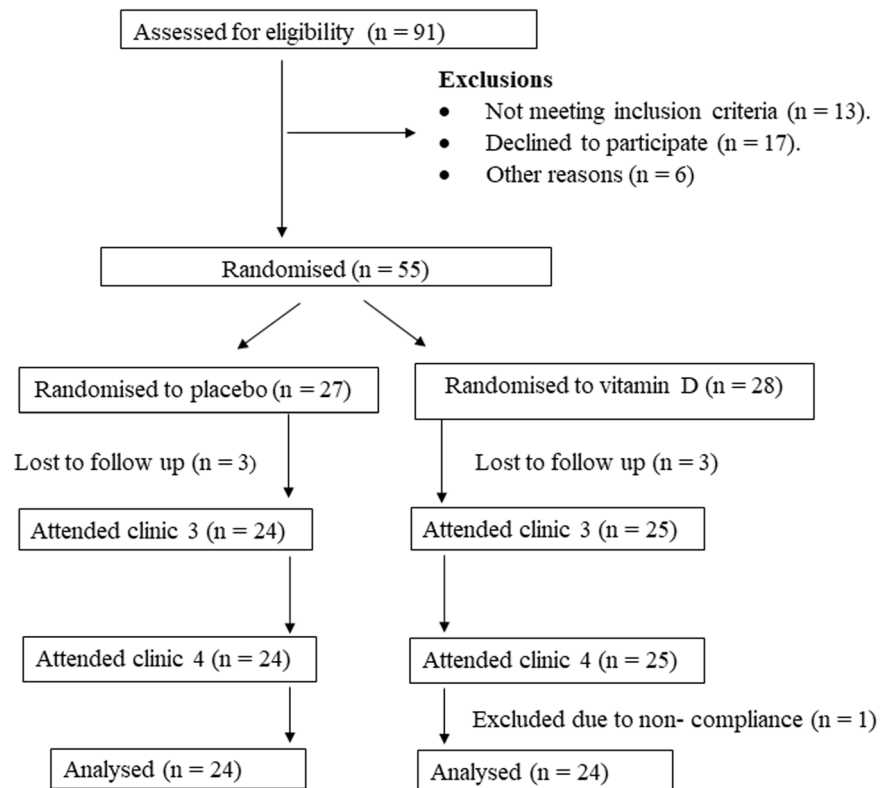 Assessed for eligibility (n = 91)
Exclusions
● Not meeting inclusion criteria (n = 13).
● Declined to participate (n = 17).
● Other reasons (n = 6)
Randomised (n = 55)
Randomised to placebo (n = 27)
Randomised to vitamin D (n = 28)
Lost to follow up (n = 3)
Lost to follow up (n = 3)
Attended clinic 3 (n = 24)
Attended clinic 3 (n = 25)
Attended clinic 4 (n = 24)
Attended clinic 4 (n = 25)
Excluded due to non- compliance (n = 1)
Analysed (n = 24)
Analysed (n = 24)